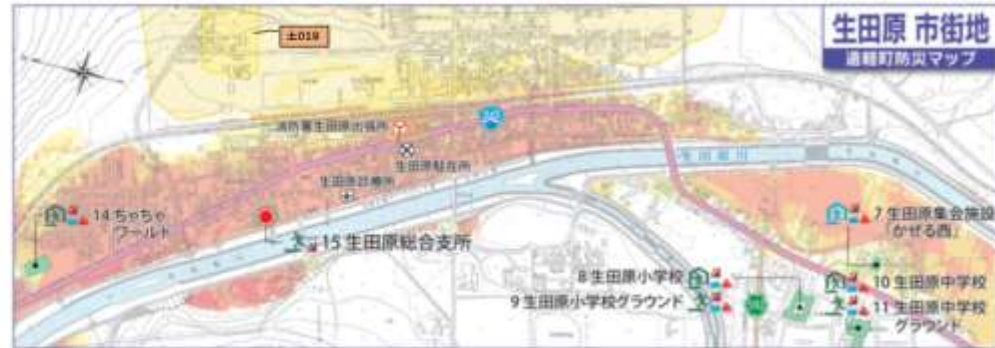 生田原 市街地
遠軽町防災マップ
土019
消防署生田原出張所
242
生田原駐在所
生田原診療所
生田原川
14 ちゃちゃ
ワールド
15 生田原総合支所
7 生田原集会施設
「かぜる西」
8 生田原小学校
9 生田原小学校グラウンド
10 生田原中学校
11 生田原中学校
グラウンド